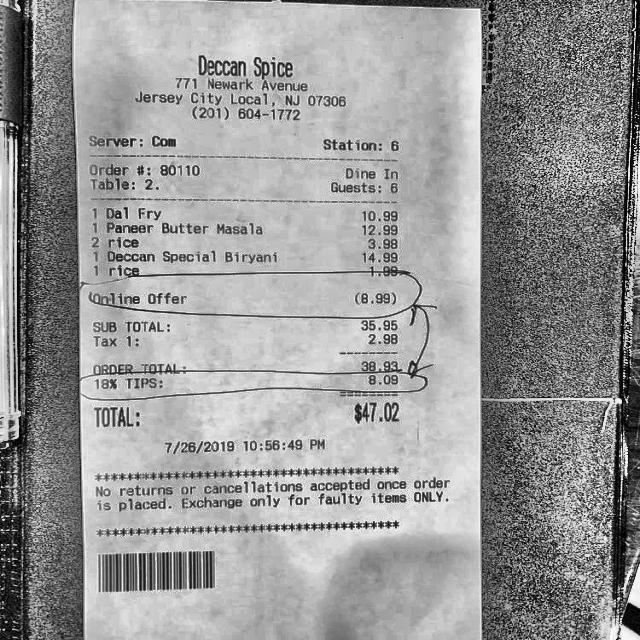 Deccan Spice
771 Newark Avenue
Jersey City Local, NJ 07306
(201) 604-1772
Server: Com Station: 6
Order #: 80110 Dine In
Table: 2. Guests: 6
1 Dal Fry 10.99
1 Paneer Butter Masala 12.99
2 rice 3.98
1 Deccan Special Biryani 14.99
1 rice 1.99
Online Offer (8.99)
SUB TOTAL: 35.95
Tax 1: 2.98
ORDER TOTAL: 38.93
18% TIPS: 8.09
TOTAL: $47.02
7/26/2019 10:56:49 PM
****************************************
No returns or cancellations accepted once order
is placed. Exchange only for faulty items ONLY.
****************************************